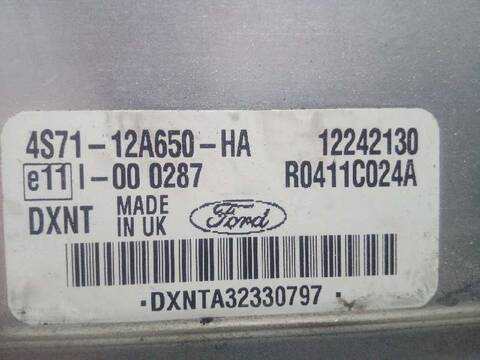 4S71-12A650-HA 12242130
e11 I-00 0287 R0411C024A
DXNT MADE IN UK Ford
·DXNTA32330797·